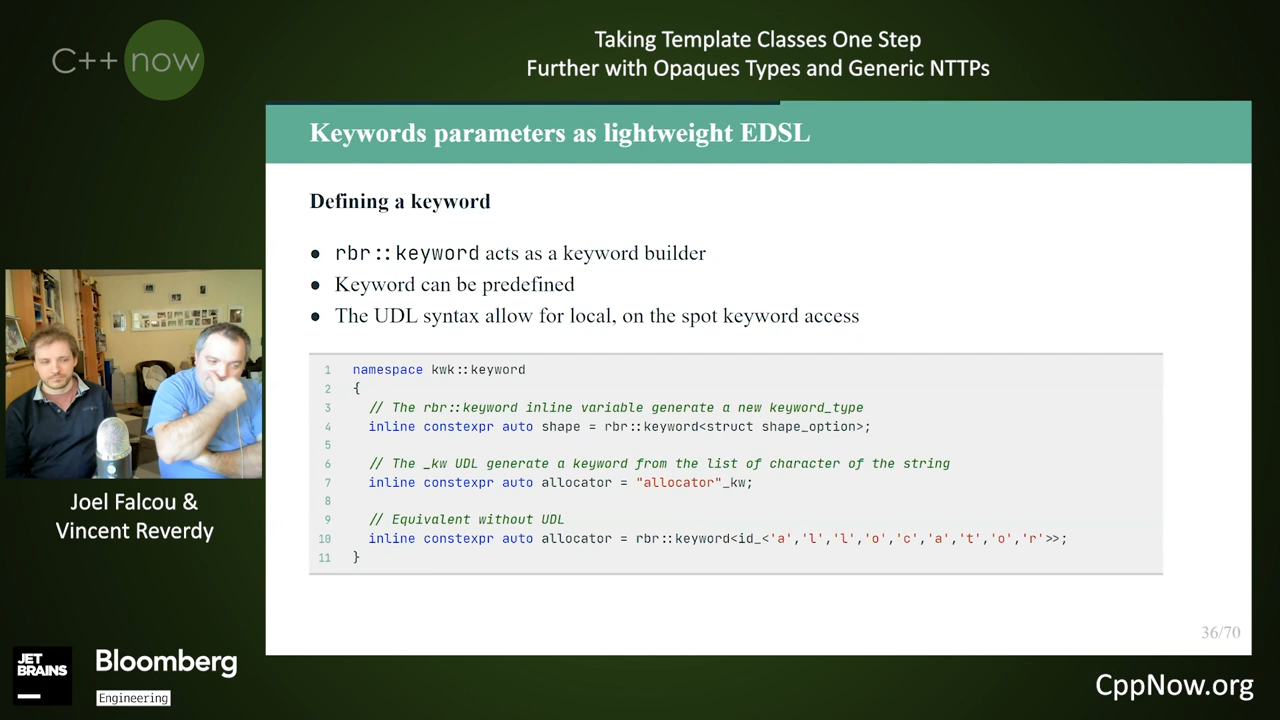 C++ now
Taking Template Classes One Step
Further with Opaques Types and Generic NTTPs
Keywords parameters as lightweight EDSL
Defining a keyword
● rbr::keyword acts as a keyword builder
● Keyword can be predefined
● The UDL syntax allow for local, on the spot keyword access
1 namespace kwk::keyword
2 {
3 // The rbr::keyword inline variable generate a new keyword_type
4 inline constexpr auto shape = rbr::keyword<struct shape_option>;
5
6 // The _kw UDL generate a keyword from the list of character of the string
7 inline constexpr auto allocator = "allocator"_kw;
8
9 // Equivalent without UDL
10 inline constexpr auto allocator = rbr::keyword<id_<'a','l','l','o','c','a','t','o','r'>>;
11 }
36/70
Joel Falcou &
Vincent Reverdy
JET
BRAINS
Bloomberg
Engineering
CppNow.org